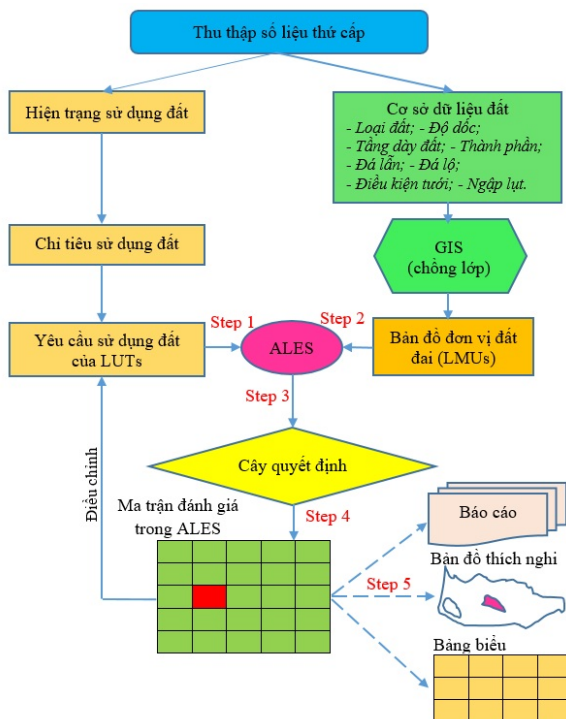 Thu thập số liệu thứ cấp
Hiện trạng sử dụng đất
Cơ sở dữ liệu đất
- Loại đất; - Độ dốc;
- Tầng dày đất; - Thành phần;
- Đá lẫn; - Đá lộ;
- Điều kiện tưới; - Ngập lụt.
Chỉ tiêu sử dụng đất
GIS
(chồng lớp)
Yêu cầu sử dụng đất
của LUTs
Step 1
ALES
Step 2
Bản đồ đơn vị đất
đai (LMUs)
Step 3
Cây quyết định
Điều chỉnh
Ma trận đánh giá
trong ALES
Step 4
Báo cáo
Bản đồ thích nghi
Step 5
Bảng biểu